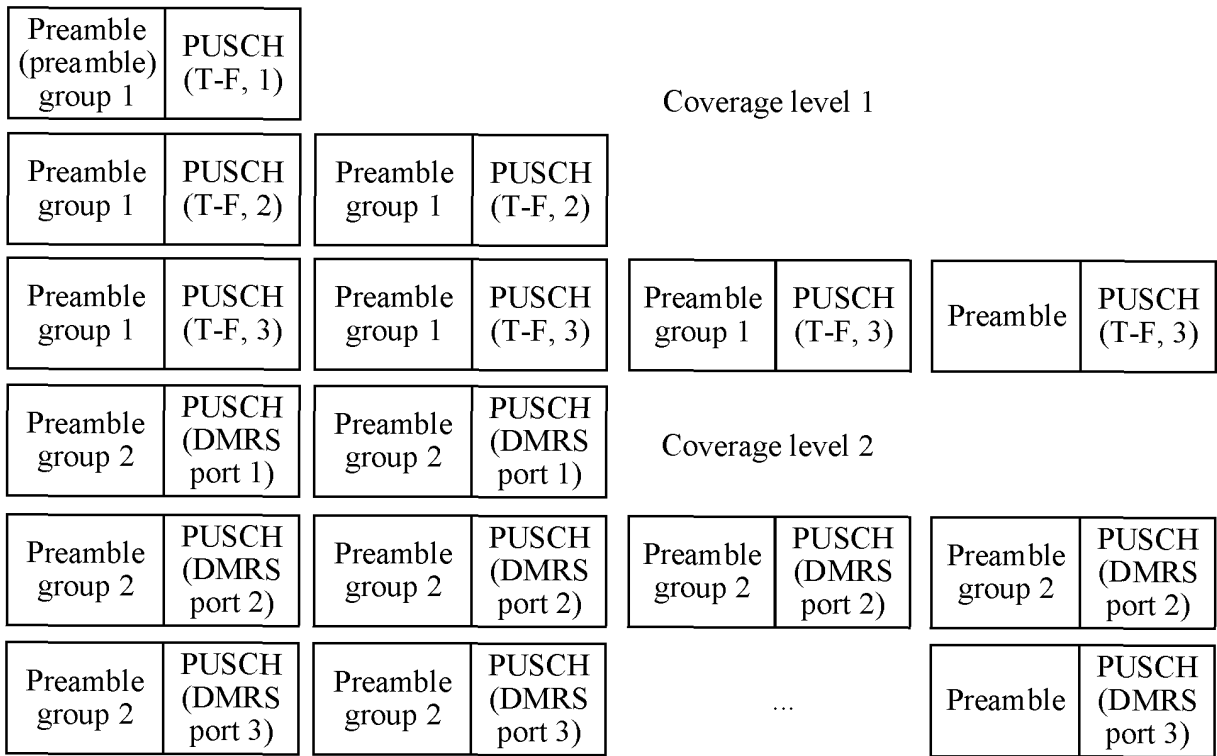 Preamble
(preamble)
group 1
PUSCH
(T-F, 1)
Coverage level 1
Preamble
group 1
PUSCH
(T-F, 2)
Preamble
group 1
PUSCH
(T-F, 2)
Preamble
group 1
PUSCH
(T-F, 3)
Preamble
group 1
PUSCH
(T-F, 3)
Preamble
group 1
PUSCH
(T-F, 3)
Preamble
PUSCH
(T-F, 3)
Preamble
group 2
PUSCH
(DMRS
port 1)
Preamble
group 2
PUSCH
(DMRS
port 1)
Coverage level 2
Preamble
group 2
PUSCH
(DMRS
port 2)
Preamble
group 2
PUSCH
(DMRS
port 2)
Preamble
group 2
PUSCH
(DMRS
port 2)
Preamble
group 2
PUSCH
(DMRS
port 2)
Preamble
group 2
PUSCH
(DMRS
port 3)
Preamble
group 2
PUSCH
(DMRS
port 3)
...
Preamble
PUSCH
(DMRS
port 3)